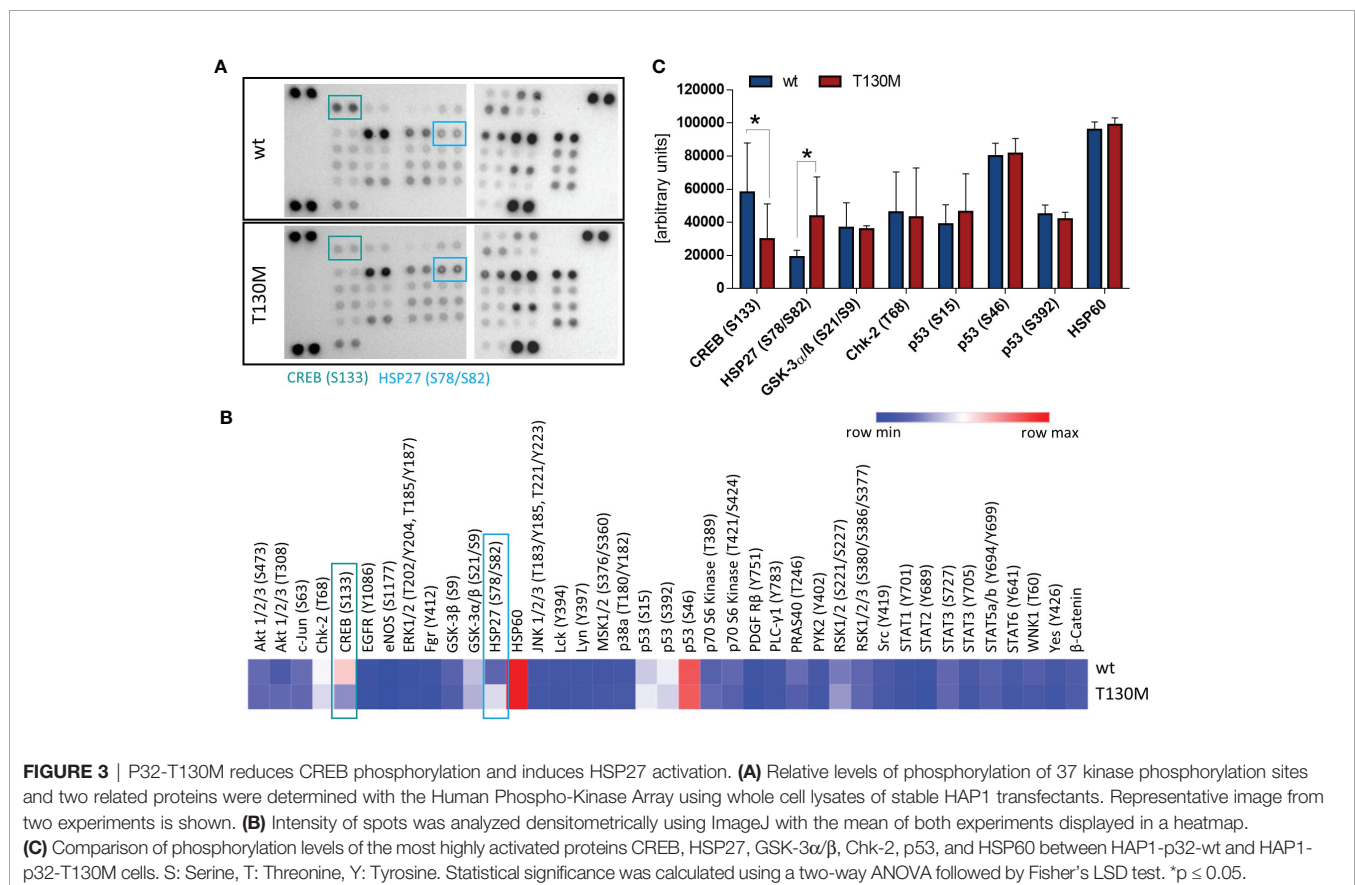 A
wt
T130M
CREB (S133) HSP27 (S78/S82)
C
wt T130M
[arbitrary units]
120000
100000
80000
60000
40000
20000
0
*
*
CREB (S133)
HSP27 (S78/S82)
GSK-3α/ß (S21/S9)
Chk-2 (T68)
p53 (S15)
p53 (S46)
p53 (S392)
HSP60
B
row min row max
Akt 1/2/3 (S473)
Akt 1/2/3 (T308)
c-Jun (S63)
Chk-2 (T68)
CREB (S133)
EGFR (Y1086)
eNOS (S1177)
ERK1/2 (T202/Y204, T185/Y187)
Fgr (Y412)
GSK-3β (S9)
GSK-3α/β (S21/S9)
HSP27 (S78/S82)
HSP60
JNK 1/2/3 (T183/Y185, T221/Y223)
Lck (Y394)
Lyn (Y397)
MSK1/2 (S376/S360)
p38a (T180/Y182)
p53 (S15)
p53 (S392)
p53 (S46)
p70 S6 Kinase (T389)
p70 S6 Kinase (T421/S424)
PDGF Rβ (Y751)
PLC-γ1 (Y783)
PRAS40 (T246)
PYK2 (Y402)
RSK1/2 (S221/S227)
RSK1/2/3 (S380/S386/S377)
Src (Y419)
STAT1 (Y701)
STAT2 (Y689)
STAT3 (S727)
STAT3 (Y705)
STAT5a/b (Y694/Y699)
STAT6 (Y641)
WNK1 (T60)
Yes (Y426)
β-Catenin
wt
T130M
FIGURE 3 | P32-T130M reduces CREB phosphorylation and induces HSP27 activation. (A) Relative levels of phosphorylation of 37 kinase phosphorylation sites
and two related proteins were determined with the Human Phospho-Kinase Array using whole cell lysates of stable HAP1 transfectants. Representative image from
two experiments is shown. (B) Intensity of spots was analyzed densitometrically using ImageJ with the mean of both experiments displayed in a heatmap.
(C) Comparison of phosphorylation levels of the most highly activated proteins CREB, HSP27, GSK-3α/β, Chk-2, p53, and HSP60 between HAP1-p32-wt and HAP1-
p32-T130M cells. S: Serine, T: Threonine, Y: Tyrosine. Statistical significance was calculated using a two-way ANOVA followed by Fisher's LSD test. *p ≤ 0.05.